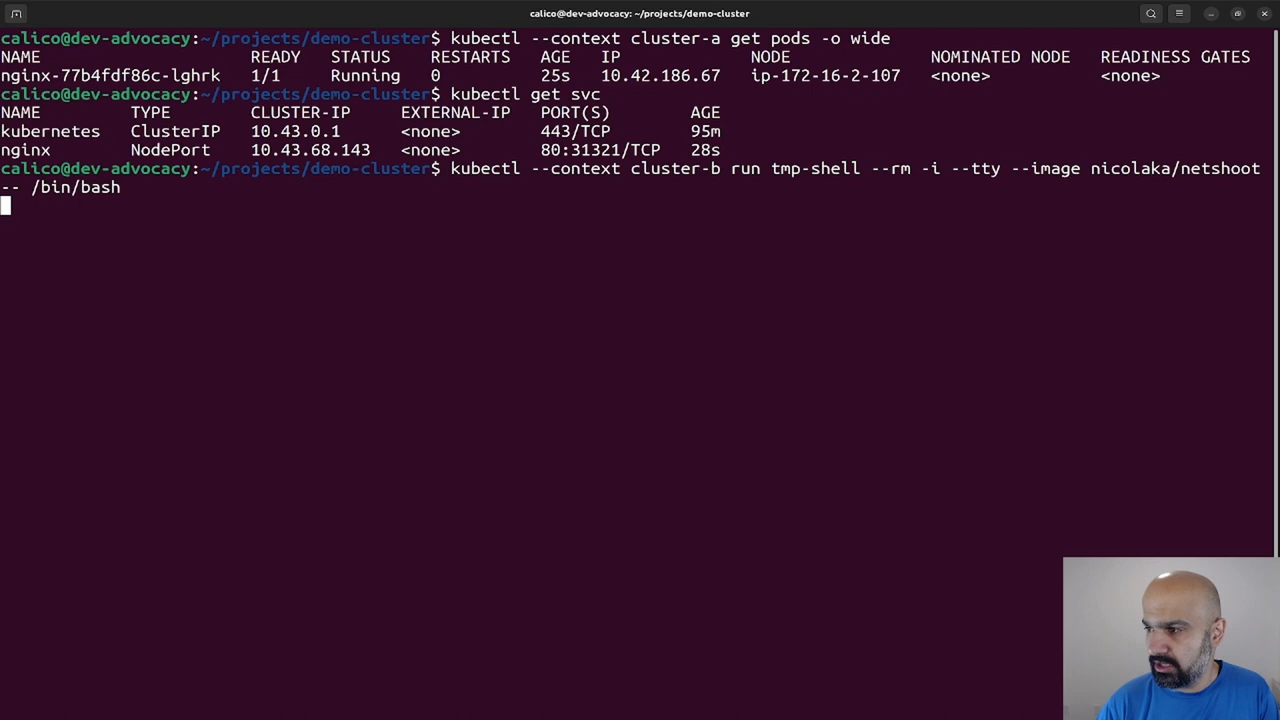 calico@dev-advocacy: ~/projects/demo-cluster
calico@dev-advocacy:~/projects/demo-cluster$ kubectl --context cluster-a get pods -o wide
NAME READY STATUS RESTARTS AGE IP NODE NOMINATED NODE READINESS GATES
nginx-77b4fdf86c-lghrk 1/1 Running 0 25s 10.42.186.67 ip-172-16-2-107 <none> <none>
calico@dev-advocacy:~/projects/demo-cluster$ kubectl get svc
NAME TYPE CLUSTER-IP EXTERNAL-IP PORT(S) AGE
kubernetes ClusterIP 10.43.0.1 <none> 443/TCP 95m
nginx NodePort 10.43.68.143 <none> 80:31321/TCP 28s
calico@dev-advocacy:~/projects/demo-cluster$ kubectl --context cluster-b run tmp-shell --rm -i --tty --image nicolaka/netshoot
-- /bin/bash